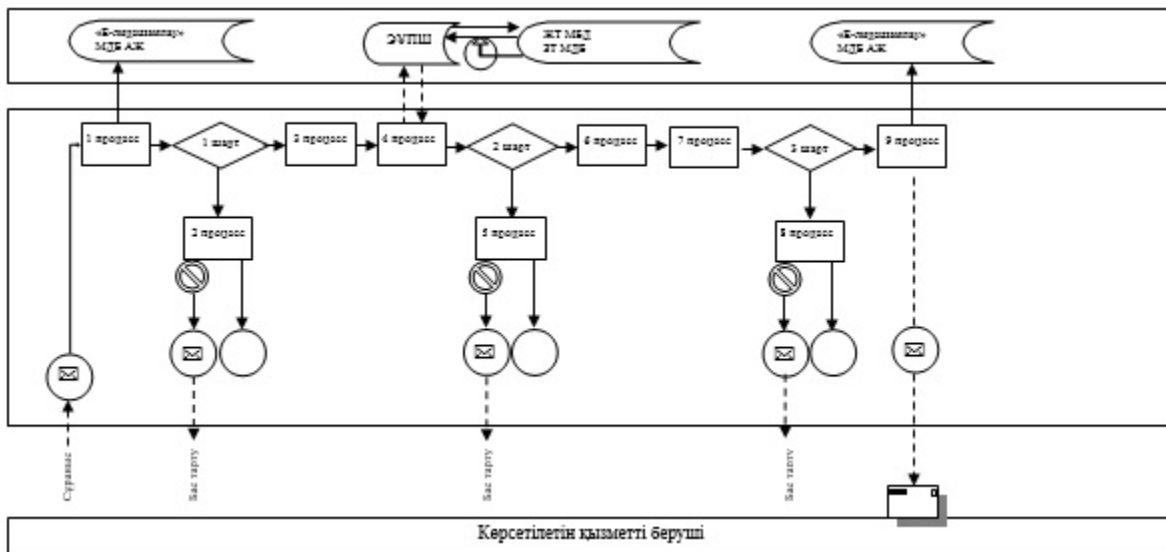 «Е-лицензиялау»
МДБ АЖ
ЭҮПШ
ЖТ МБД
ЗТ МДБ
«Е-лицензиялау»
МДБ АЖ
1 процесс
1 шарт
3 процесс
4 процесс
2 шарт
6 процесс
7 процесс
3 шарт
9 процесс
2 процесс
5 процесс
8 процесс
Сұраныс
Бас тарту
Бас тарту
Бас тарту
Көрсетілетін қызметті беруші